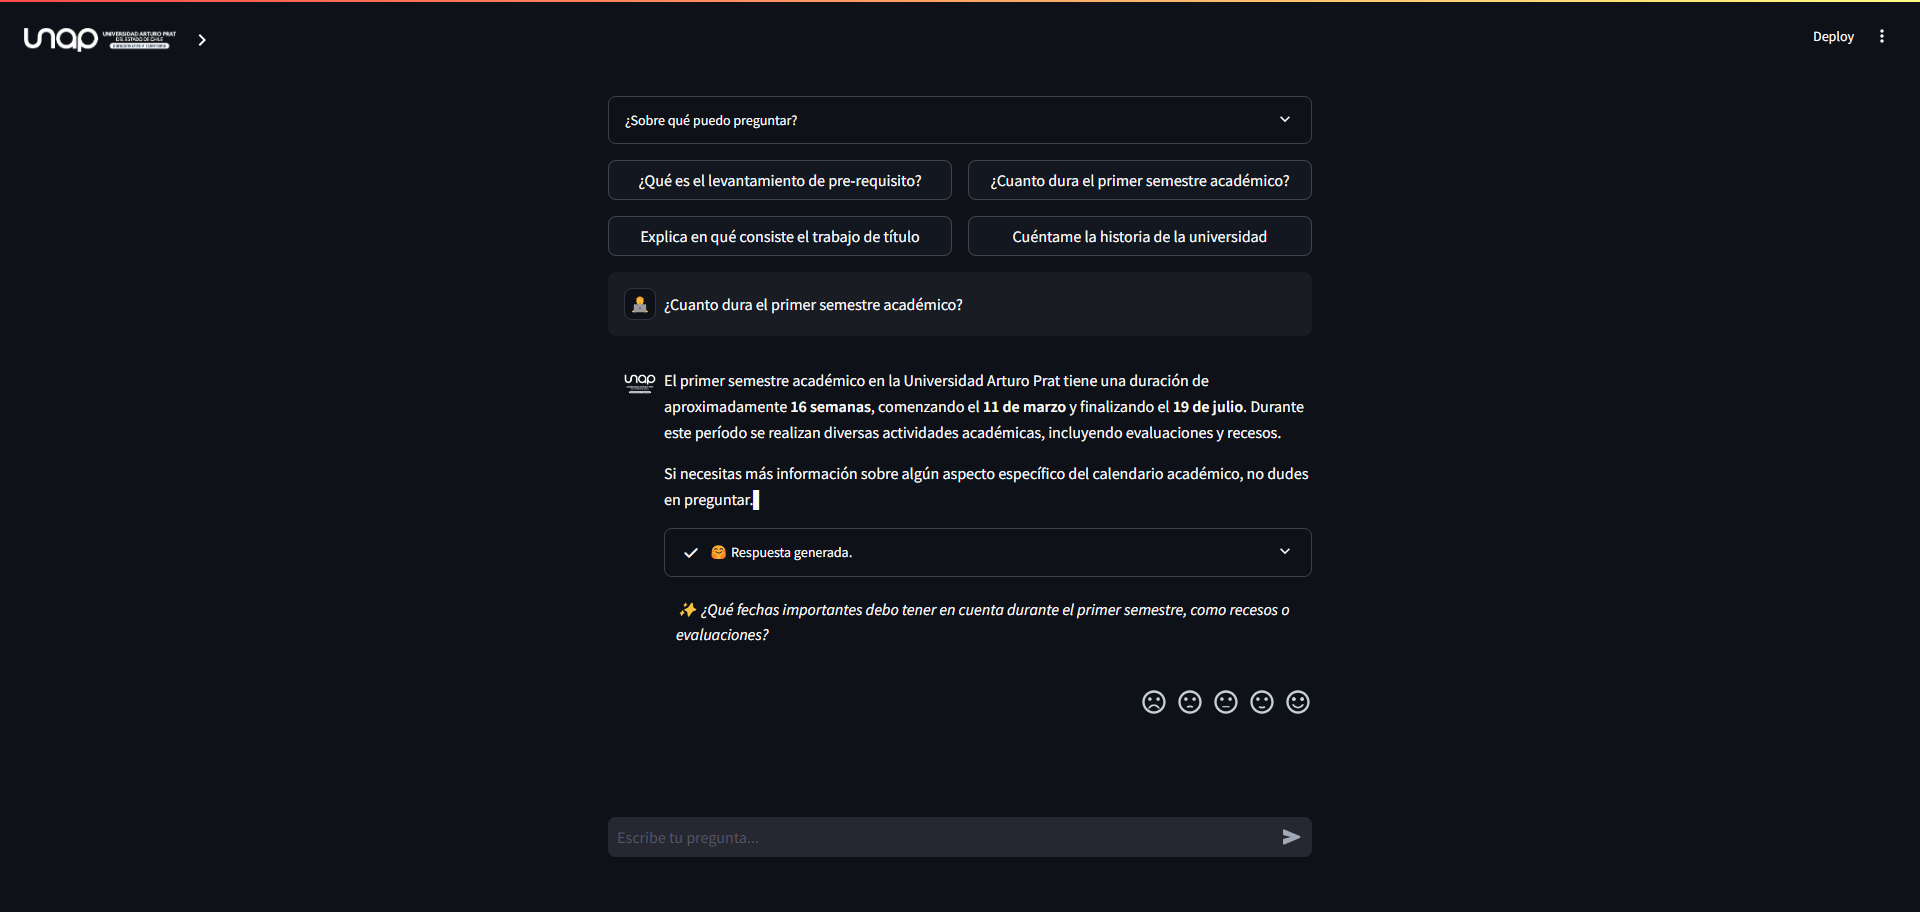 unap UNIVERSIDAD ARTURO PRAT
DEL ESTADO DE CHILE
Deploy
¿Sobre qué puedo preguntar?
¿Qué es el levantamiento de pre-requisito?
¿Cuanto dura el primer semestre académico?
Explica en qué consiste el trabajo de título
Cuéntame la historia de la universidad
¿Cuanto dura el primer semestre académico?
unap
El primer semestre académico en la Universidad Arturo Prat tiene una duración de
aproximadamente 16 semanas, comenzando el 11 de marzo y finalizando el 19 de julio. Durante
este período se realizan diversas actividades académicas, incluyendo evaluaciones y recesos.
Si necesitas más información sobre algún aspecto específico del calendario académico, no dudes
en preguntar.
Respuesta generada.
¿Qué fechas importantes debo tener en cuenta durante el primer semestre, como recesos o
evaluaciones?
Escribe tu pregunta...